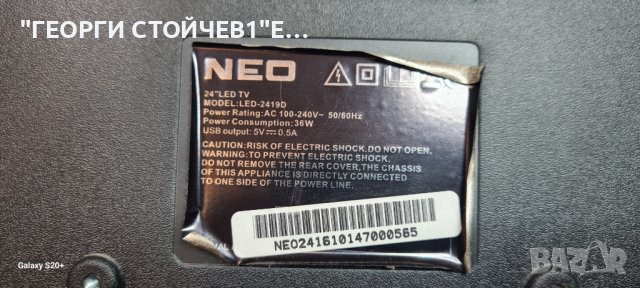 "ГЕОРГИ СТОЙЧЕВ1"Е...
NEO
24"LED TV
MODEL:LED-2419D
Power Rating:AC 100-240V~ 50/60Hz
Power Consumption:36W
USB output: 5V 0.5A
CAUTION:RISK OF ELECTRIC SHOCK.DO NOT OPEN.
WARNING:TO PREVENT ELECTRIC SHOCK.
DO NOT REMOVE THE REAR COVER,THE CHASSIS
OF THIS APPLIANCE IS DIRECTLY CONNECTED
TO ONE SIDE OF THE POWER LINE.
NEO241610147000565
Galaxy S20+
BAZAR